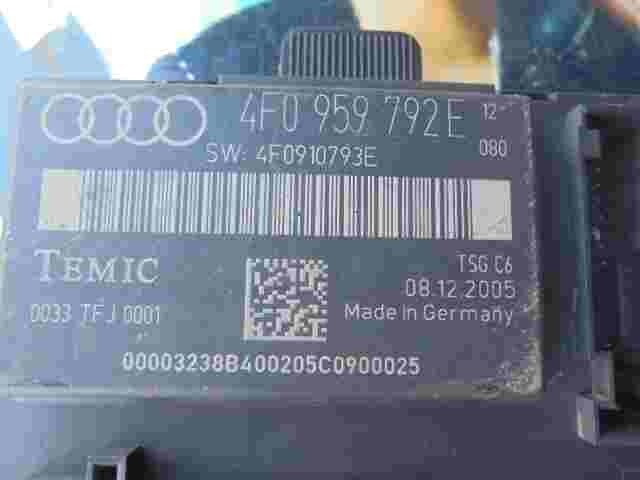 4F0 959 792E 12
SW: 4F0910793E 080
TEMIC TSG C6
08.12.2005
0033 TFJ 0001 Made in Germany
00003238B400205C0900025